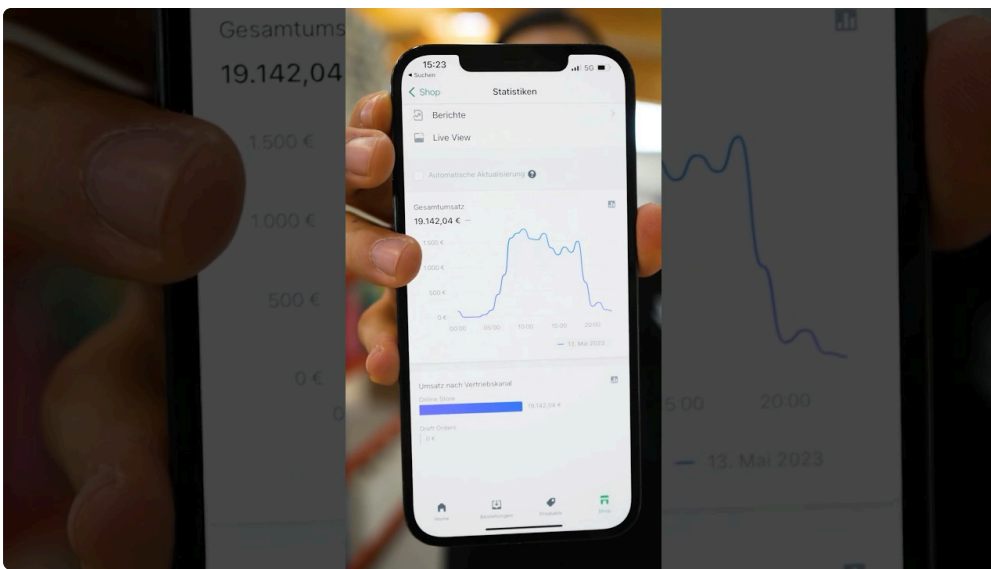 Gesamtums
19.142,04
1.500 €
1.000 €
500 €
0 €
0
15:23
5G
Suchen
Shop
Statistiken
Berichte
Live View
Automatische Aktualisierung ?
Gesamtumsatz
19.142,04 € —
1.500 €
1.000 €
500 €
0 €
00:00 05:00 10:00 15:00 20:00
13. Mai 2023
Umsatz nach Vertriebskanal
Online Store
19.142,04 €
Draft Orders
0 €
Home Bestellungen Produkte Shop
5:00 20:00
13. Mai 2023